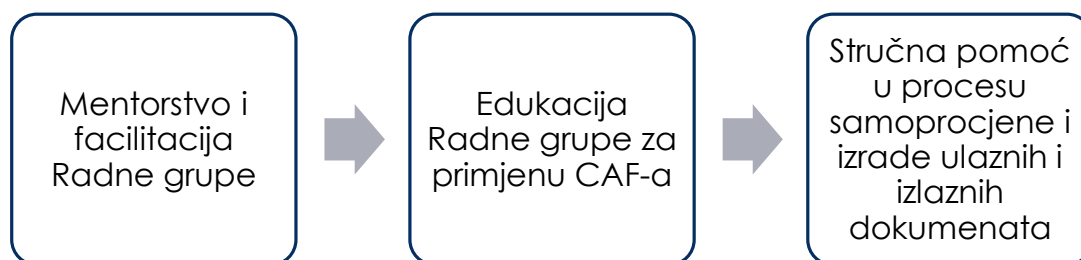 Mentorstvo i
facilitacija
Radne grupe
Edukacija
Radne grupe za
primjenu CAF-a
Stručna pomoć
u procesu
samoprocjene i
izrade ulaznih i
izlaznih
dokumenata